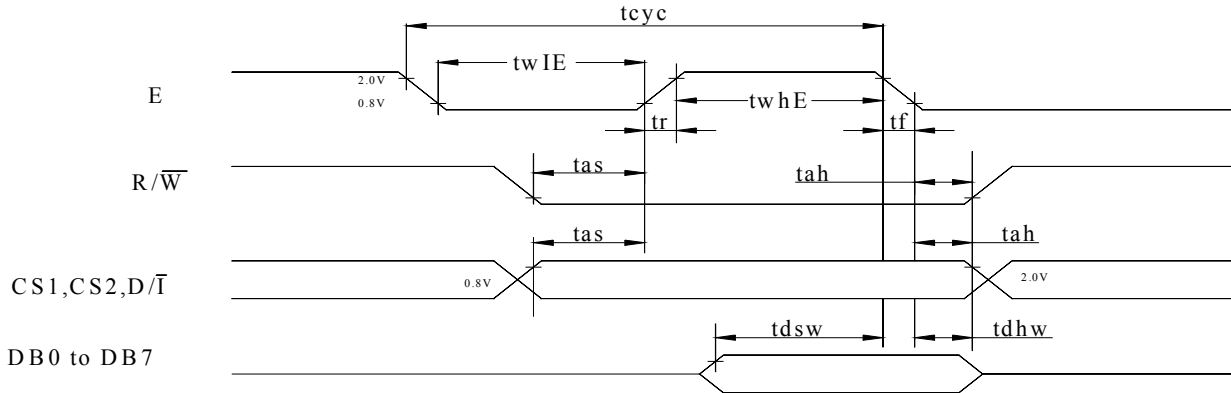 tcyc
twIE
2.0V
E
0.8V
twhE
tr
tf
R/W̅
tas
tah
tas
tah
CS1,CS2,D/I̅
0.8V
2.0V
tdsw
tdhw
DB0 to DB7